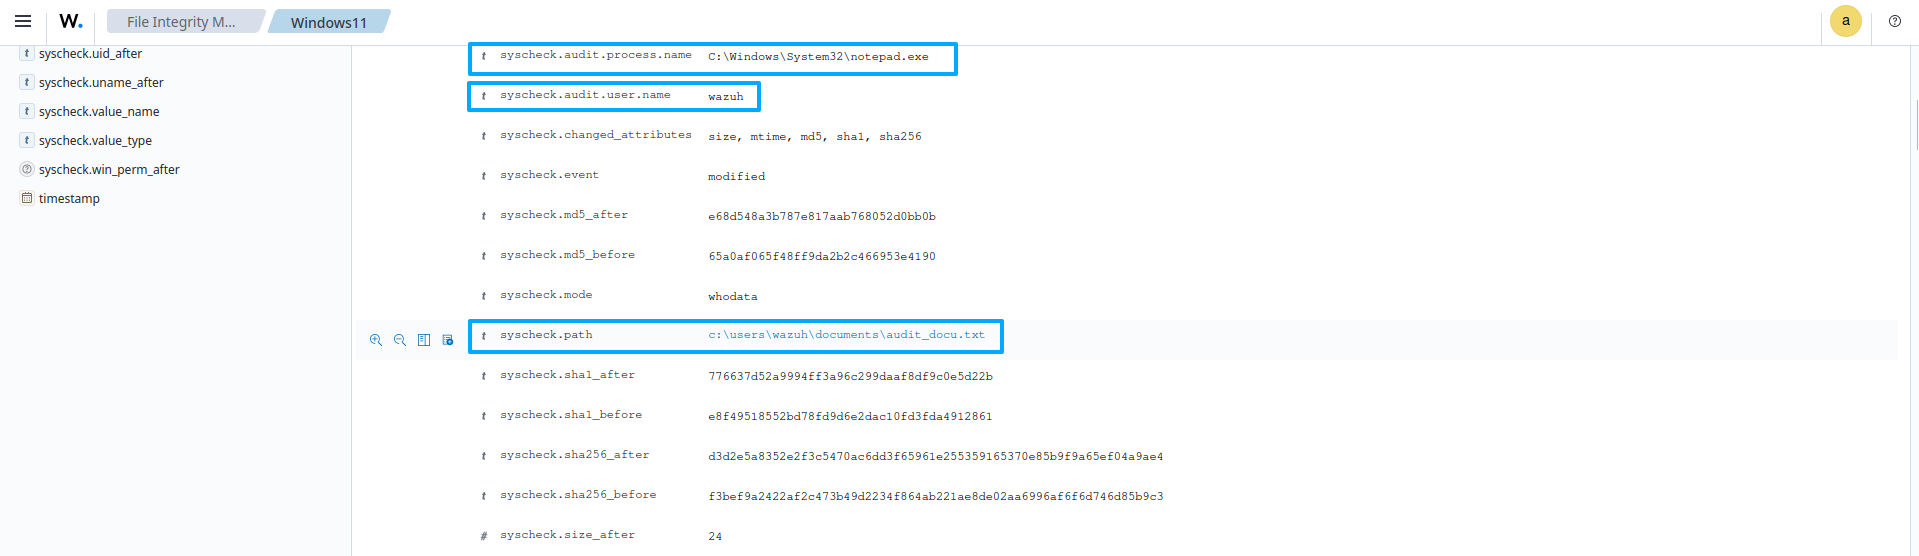 W. File Integrity M... Windows11 a
t syscheck.uid_after
t syscheck.uname_after
t syscheck.value_name
t syscheck.value_type
syscheck.win_perm_after
timestamp
t syscheck.audit.process.name C:\Windows\System32\notepad.exe
t syscheck.audit.user.name wazuh
t syscheck.changed_attributes size, mtime, md5, sha1, sha256
t syscheck.event modified
t syscheck.md5_after e68d548a3b787e817aab768052d0bb0b
t syscheck.md5_before 65a0af065f48ff9da2b2c466953e4190
t syscheck.mode whodata
t syscheck.path c:\users\wazuh\documents\audit_docu.txt
t syscheck.sha1_after 776637d52a9994ff3a96c299daaf8df9c0e5d22b
t syscheck.sha1_before e8f49518552bd78fd9d6e2dac10fd3fda4912861
t syscheck.sha256_after d3d2e5a8352e2f3c5470ac6dd3f65961e255359165370e85b9f9a65ef04a9ae4
t syscheck.sha256_before f3bef9a2422af2c473b49d2234f864ab221ae8de02aa6996af6f6d746d85b9c3
# syscheck.size_after 24